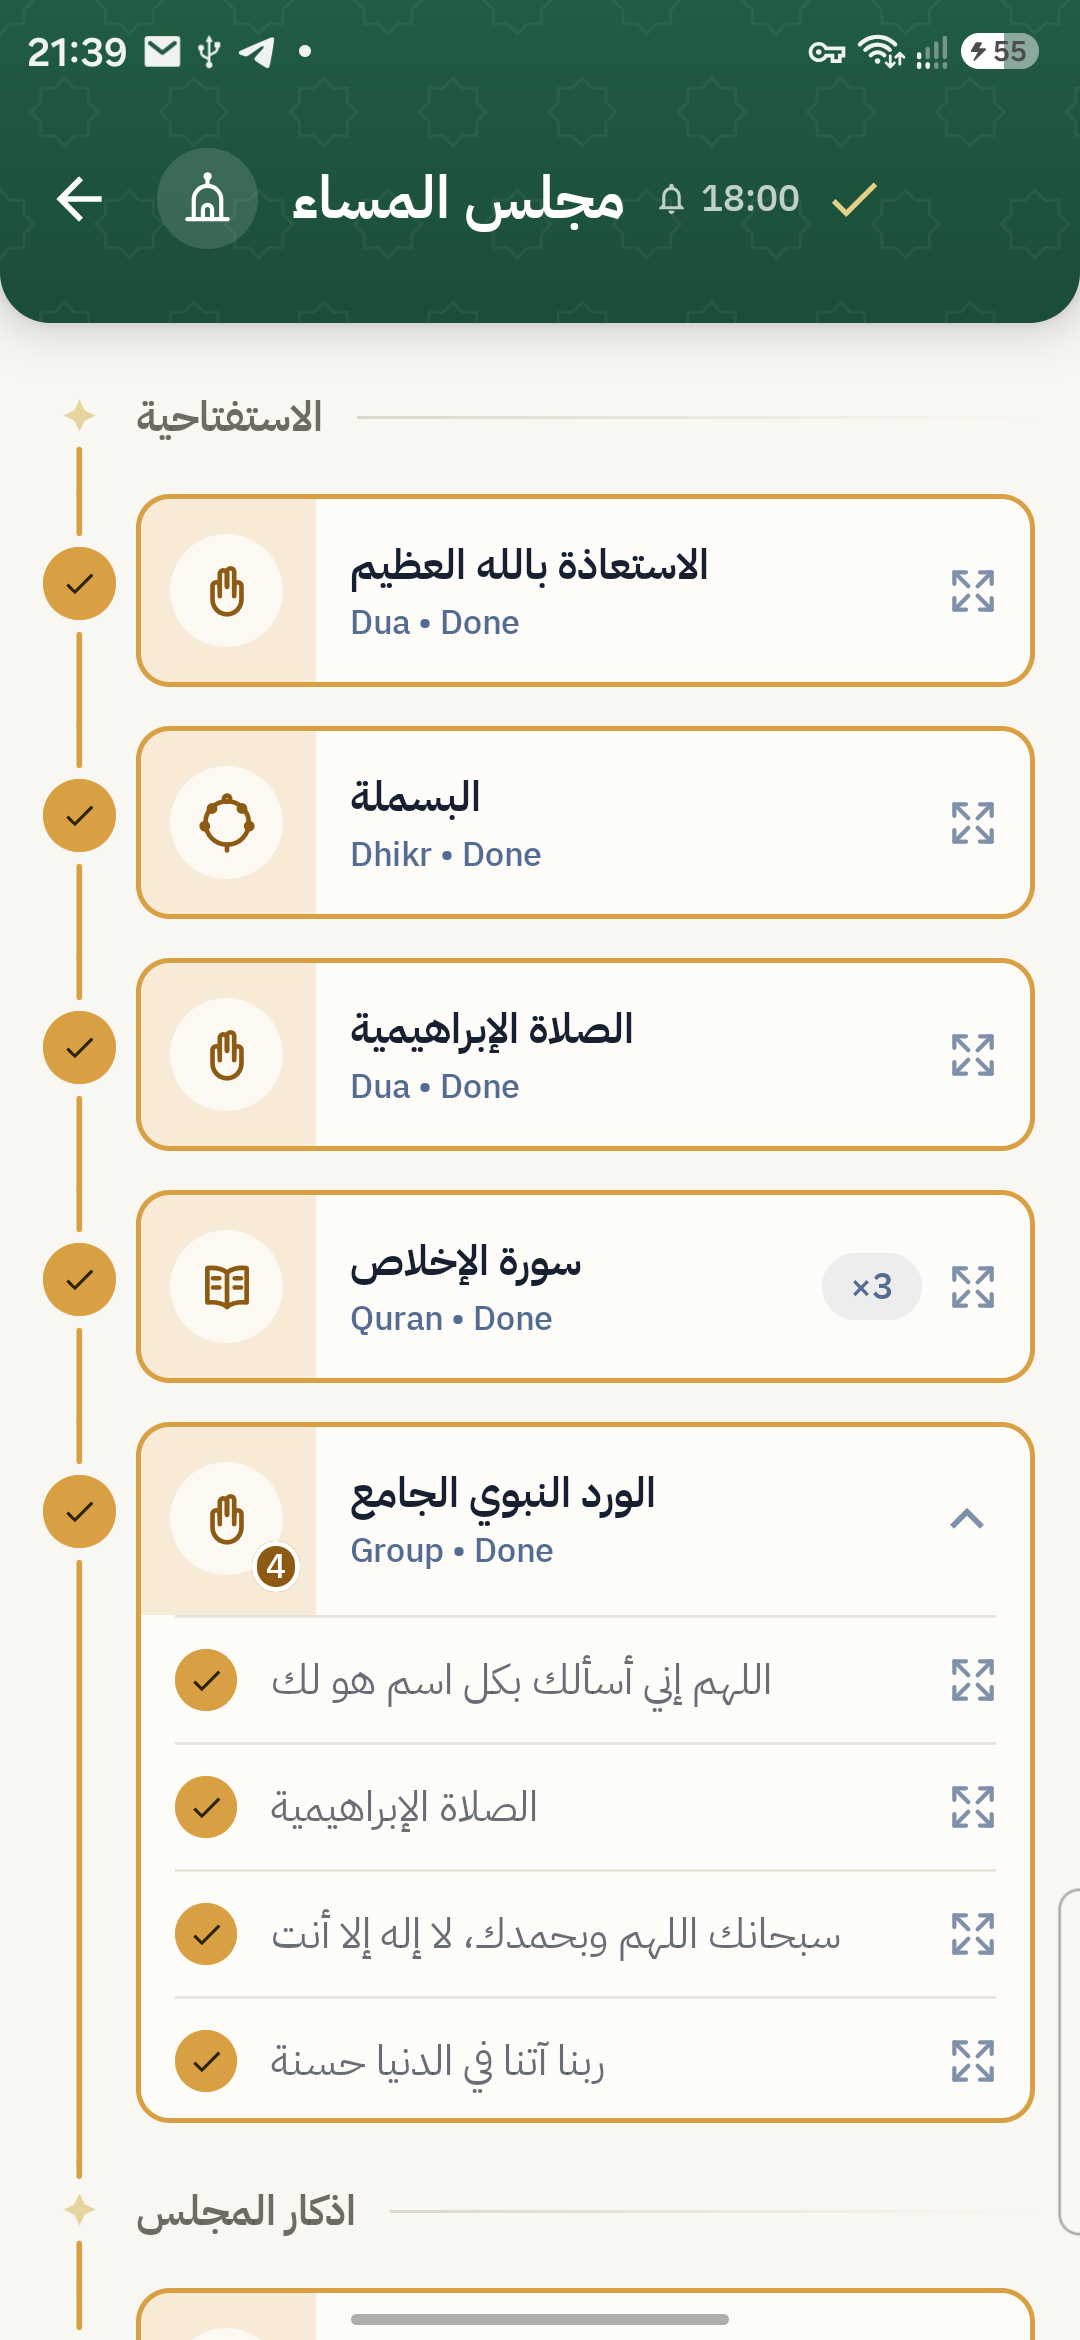 21:39
55
مجلس المساء 18:00
الاستفتاحية
الاستعاذة بالله العظيم
Dua • Done
البسملة
Dhikr • Done
الصلاة الإبراهيمية
Dua • Done
سورة الإخلاص
Quran • Done
×3
الورد النبوي الجامع
Group • Done
4
اللهم إني أسألك بكل اسم هو لك
الصلاة الإبراهيمية
سبحانك اللهم وبحمدك، لا إله إلا أنت
ربنا آتنا في الدنيا حسنة
اذكار المجلس